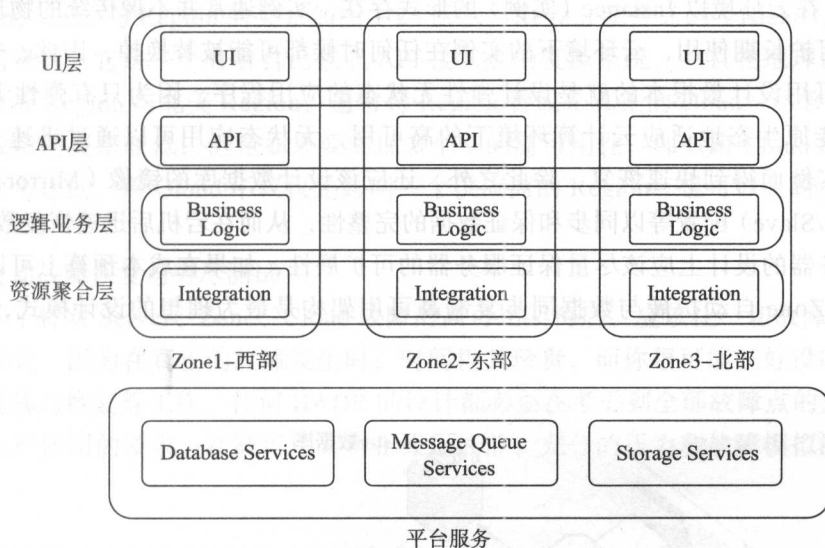 UI层 UI UI UI
API层 API API API
逻辑业务层 Business Logic Business Logic Business Logic
资源聚合层 Integration Integration Integration
Zone1-西部 Zone2-东部 Zone3-北部
Database Services Message Queue Services Storage Services
平台服务